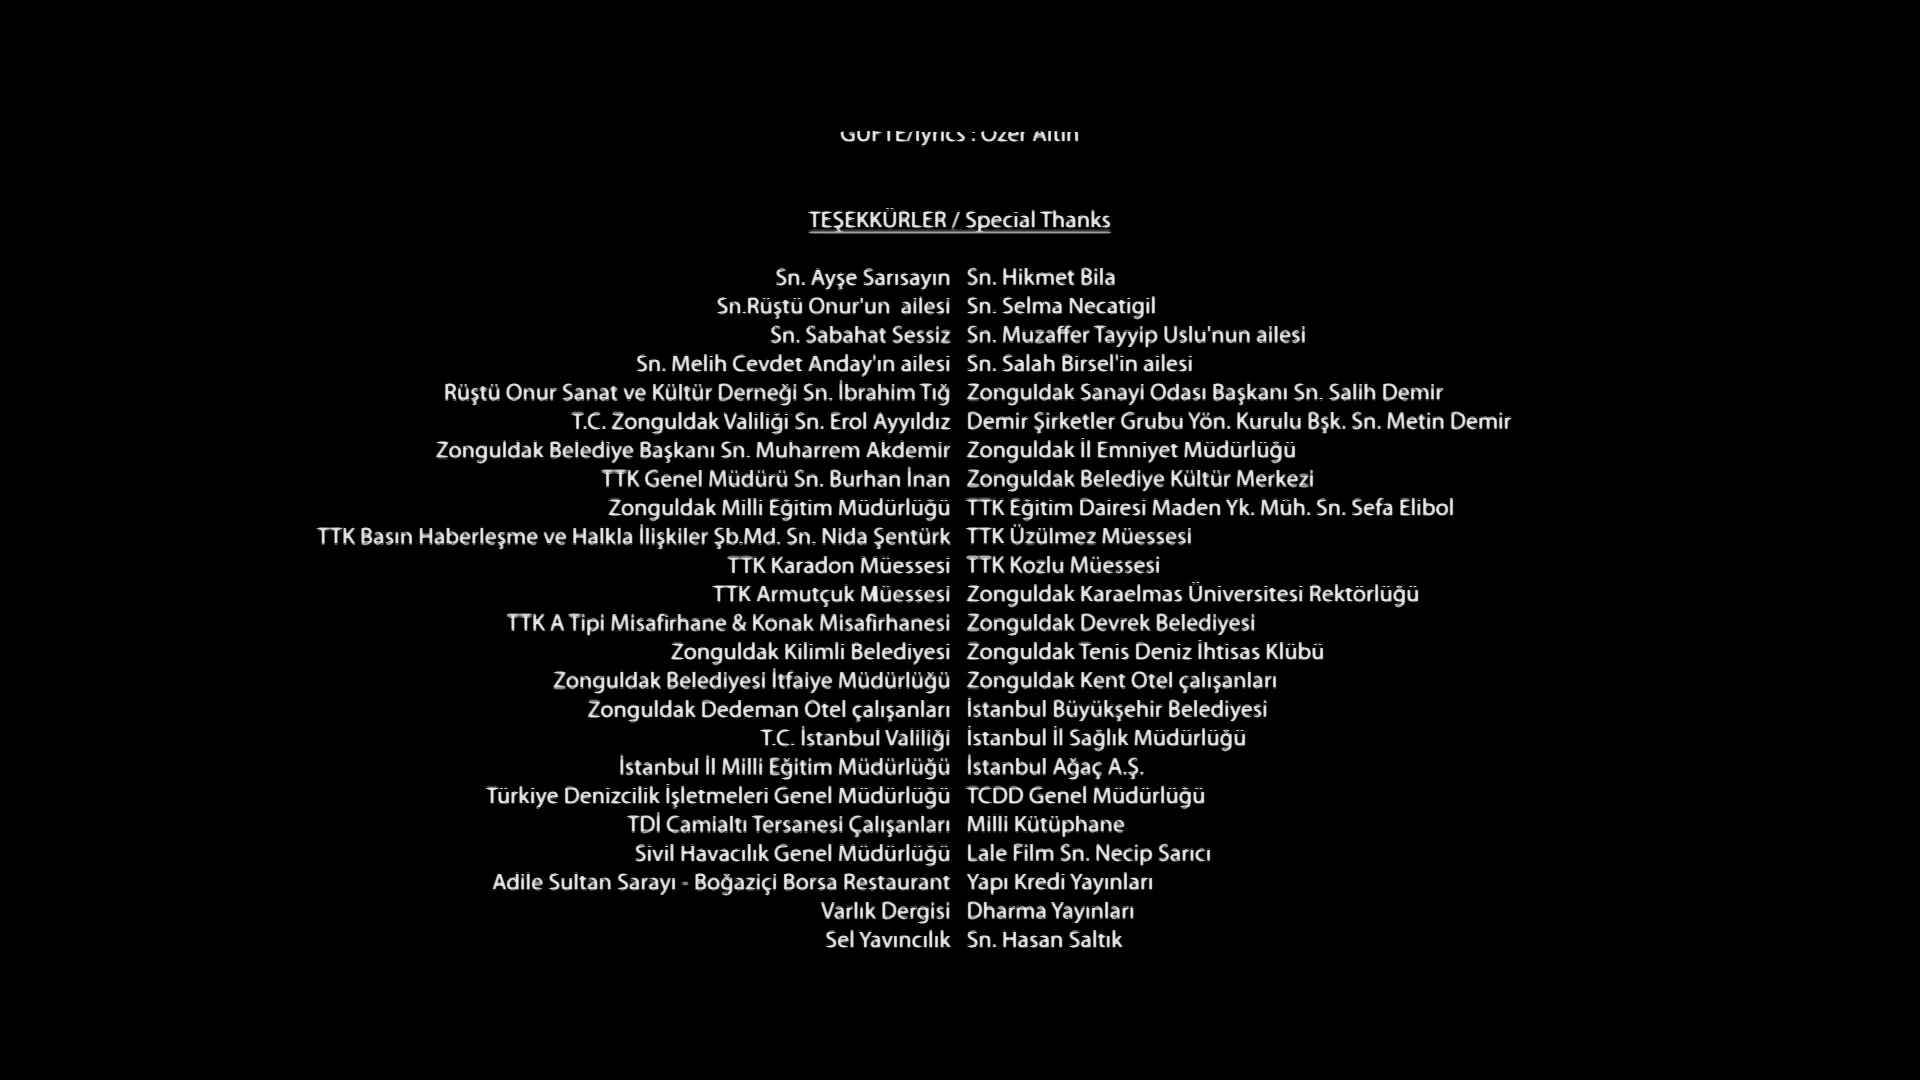 GÜFTE/lyrics : Özer Altın
TEŞEKKÜRLER / Special Thanks
Sn. Ayşe Sarısayın Sn. Hikmet Bila
Sn.Rüştü Onur'un ailesi Sn. Selma Necatigil
Sn. Sabahat Sessiz Sn. Muzaffer Tayyip Uslu'nun ailesi
Sn. Melih Cevdet Anday'ın ailesi Sn. Salah Birsel'in ailesi
Rüştü Onur Sanat ve Kültür Derneği Sn. İbrahim Tığ Zonguldak Sanayi Odası Başkanı Sn. Salih Demir
T.C. Zonguldak Valiliği Sn. Erol Ayyıldız Demir Şirketler Grubu Yön. Kurulu Bşk. Sn. Metin Demir
Zonguldak Belediye Başkanı Sn. Muharrem Akdemir Zonguldak İl Emniyet Müdürlüğü
TTK Genel Müdürü Sn. Burhan İnan Zonguldak Belediye Kültür Merkezi
Zonguldak Milli Eğitim Müdürlüğü TTK Eğitim Dairesi Maden Yk. Müh. Sn. Sefa Elibol
TTK Basın Haberleşme ve Halkla İlişkiler Şb.Md. Sn. Nida Şentürk TTK Üzülmez Müessesi
TTK Karadon Müessesi TTK Kozlu Müessesi
TTK Armutçuk Müessesi Zonguldak Karaelmas Üniversitesi Rektörlüğü
TTK A Tipi Misafirhane & Konak Misafirhanesi Zonguldak Devrek Belediyesi
Zonguldak Kilimli Belediyesi Zonguldak Tenis Deniz İhtisas Klübü
Zonguldak Belediyesi İtfaiye Müdürlüğü Zonguldak Kent Otel çalışanları
Zonguldak Dedeman Otel çalışanları İstanbul Büyükşehir Belediyesi
T.C. İstanbul Valiliği İstanbul İl Sağlık Müdürlüğü
İstanbul İl Milli Eğitim Müdürlüğü İstanbul Ağaç A.Ş.
Türkiye Denizcilik İşletmeleri Genel Müdürlüğü TCDD Genel Müdürlüğü
TDİ Camialtı Tersanesi Çalışanları Milli Kütüphane
Sivil Havacılık Genel Müdürlüğü Lale Film Sn. Necip Sarıcı
Adile Sultan Sarayı - Boğaziçi Borsa Restaurant Yapı Kredi Yayınları
Varlık Dergisi Dharma Yayınları
Sel Yayıncılık Sn. Hasan Saltık